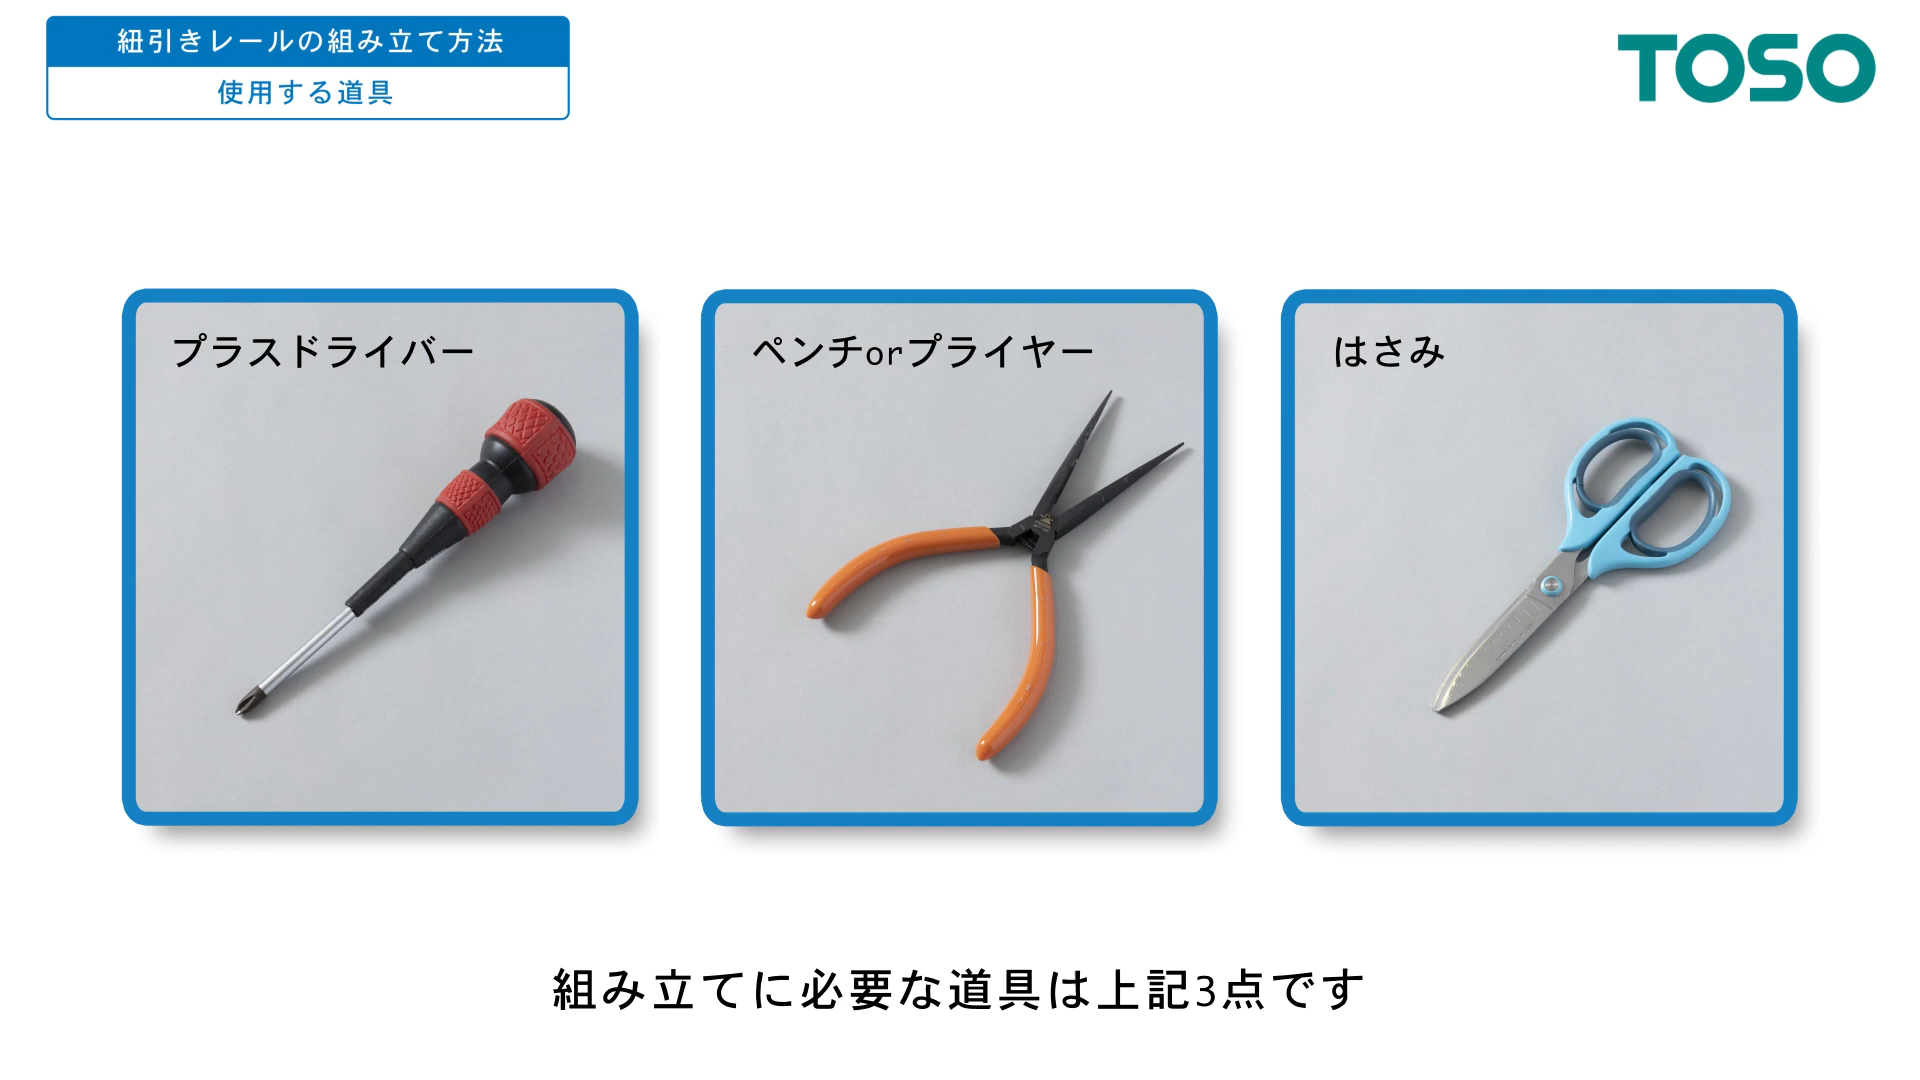 紐引きレールの組み立て方法
使用する道具
TOSO
プラスドライバー
ペンチorプライヤー
はさみ
組み立てに必要な道具は上記3点です